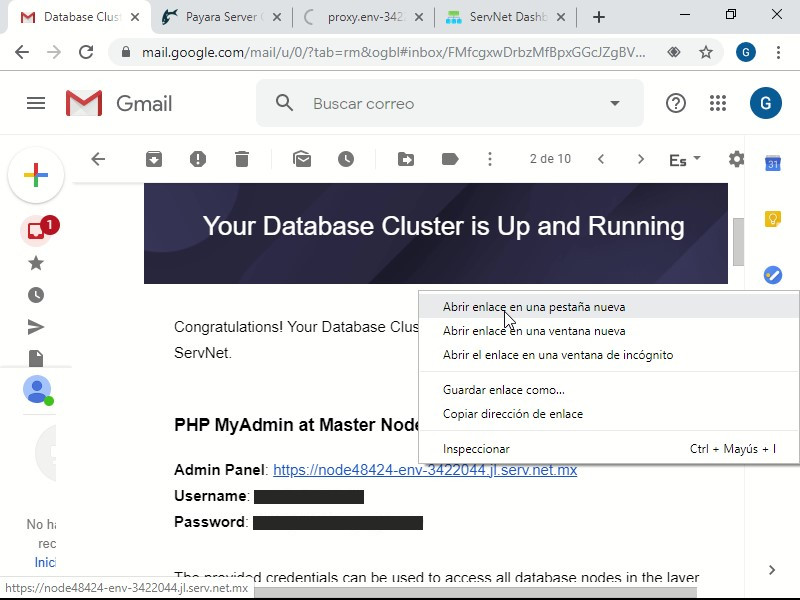 Database Clust
Payara Server
proxy.env-342
ServNet Dashb
mail.google.com/mail/u/0/?tab=rm&ogbl#inbox/FMfcgxwDrbzMfBpxGGcJZgBV...
G
Gmail
Buscar correo
G
2 de 10
Es
31
1
Your Database Cluster is Up and Running
Congratulations! Your Database Clus
ServNet.
Abrir enlace en una pestaña nueva
Abrir enlace en una ventana nueva
Abrir el enlace en una ventana de incógnito
Guardar enlace como...
Copiar dirección de enlace
Inspeccionar Ctrl + Mayús + I
PHP MyAdmin at Master Node
Admin Panel: https://node48424-env-3422044.jl.serv.net.mx
Username:
Password:
No ha
rec
Inici
The provided credentials can be used to access all database nodes in the layer
https://node48424-env-3422044.jl.serv.net.mx